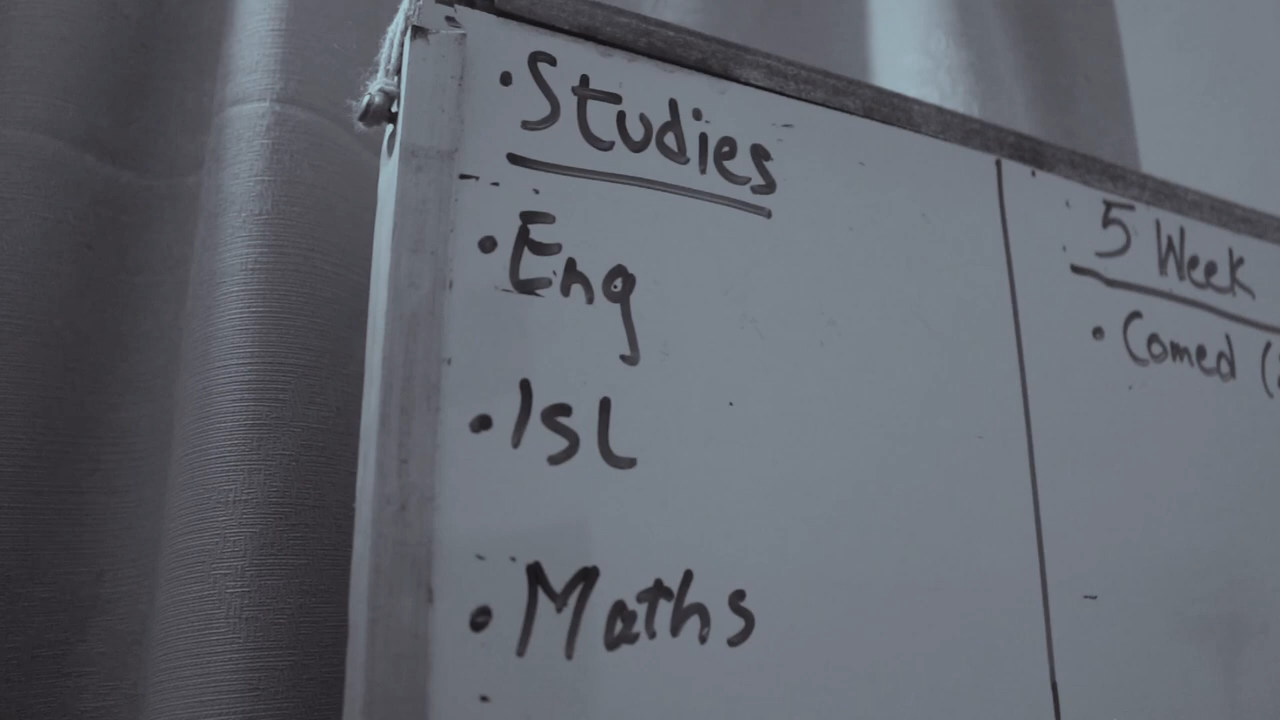 • Studies
• Eng
• Isl
• Maths
5 Week
• Comed (